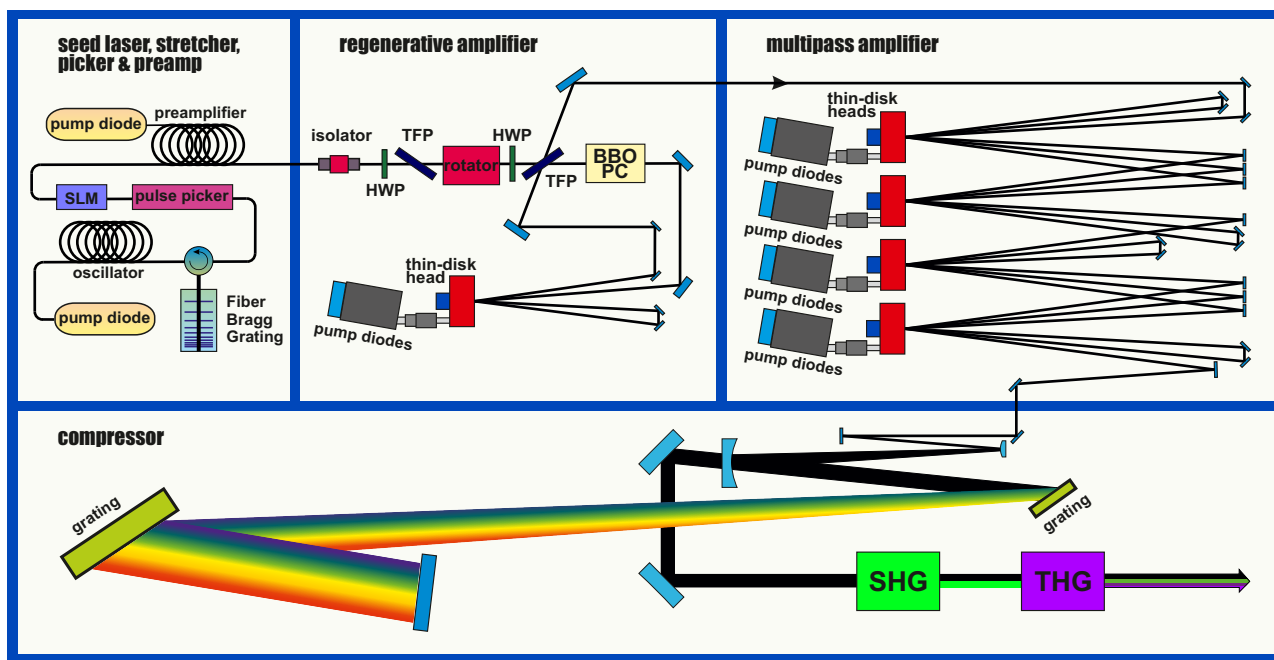 seed laser, stretcher,
picker & preamp
pump diode
preamplifier
SLM
pulse picker
oscillator
pump diode
Fiber
Bragg
Grating
regenerative amplifier
isolator
HWP
TFP
rotator
HWP
TFP
BBO
PC
thin-disk
head
pump diodes
multipass amplifier
thin-disk
heads
pump diodes
pump diodes
pump diodes
pump diodes
compressor
grating
grating
SHG
THG